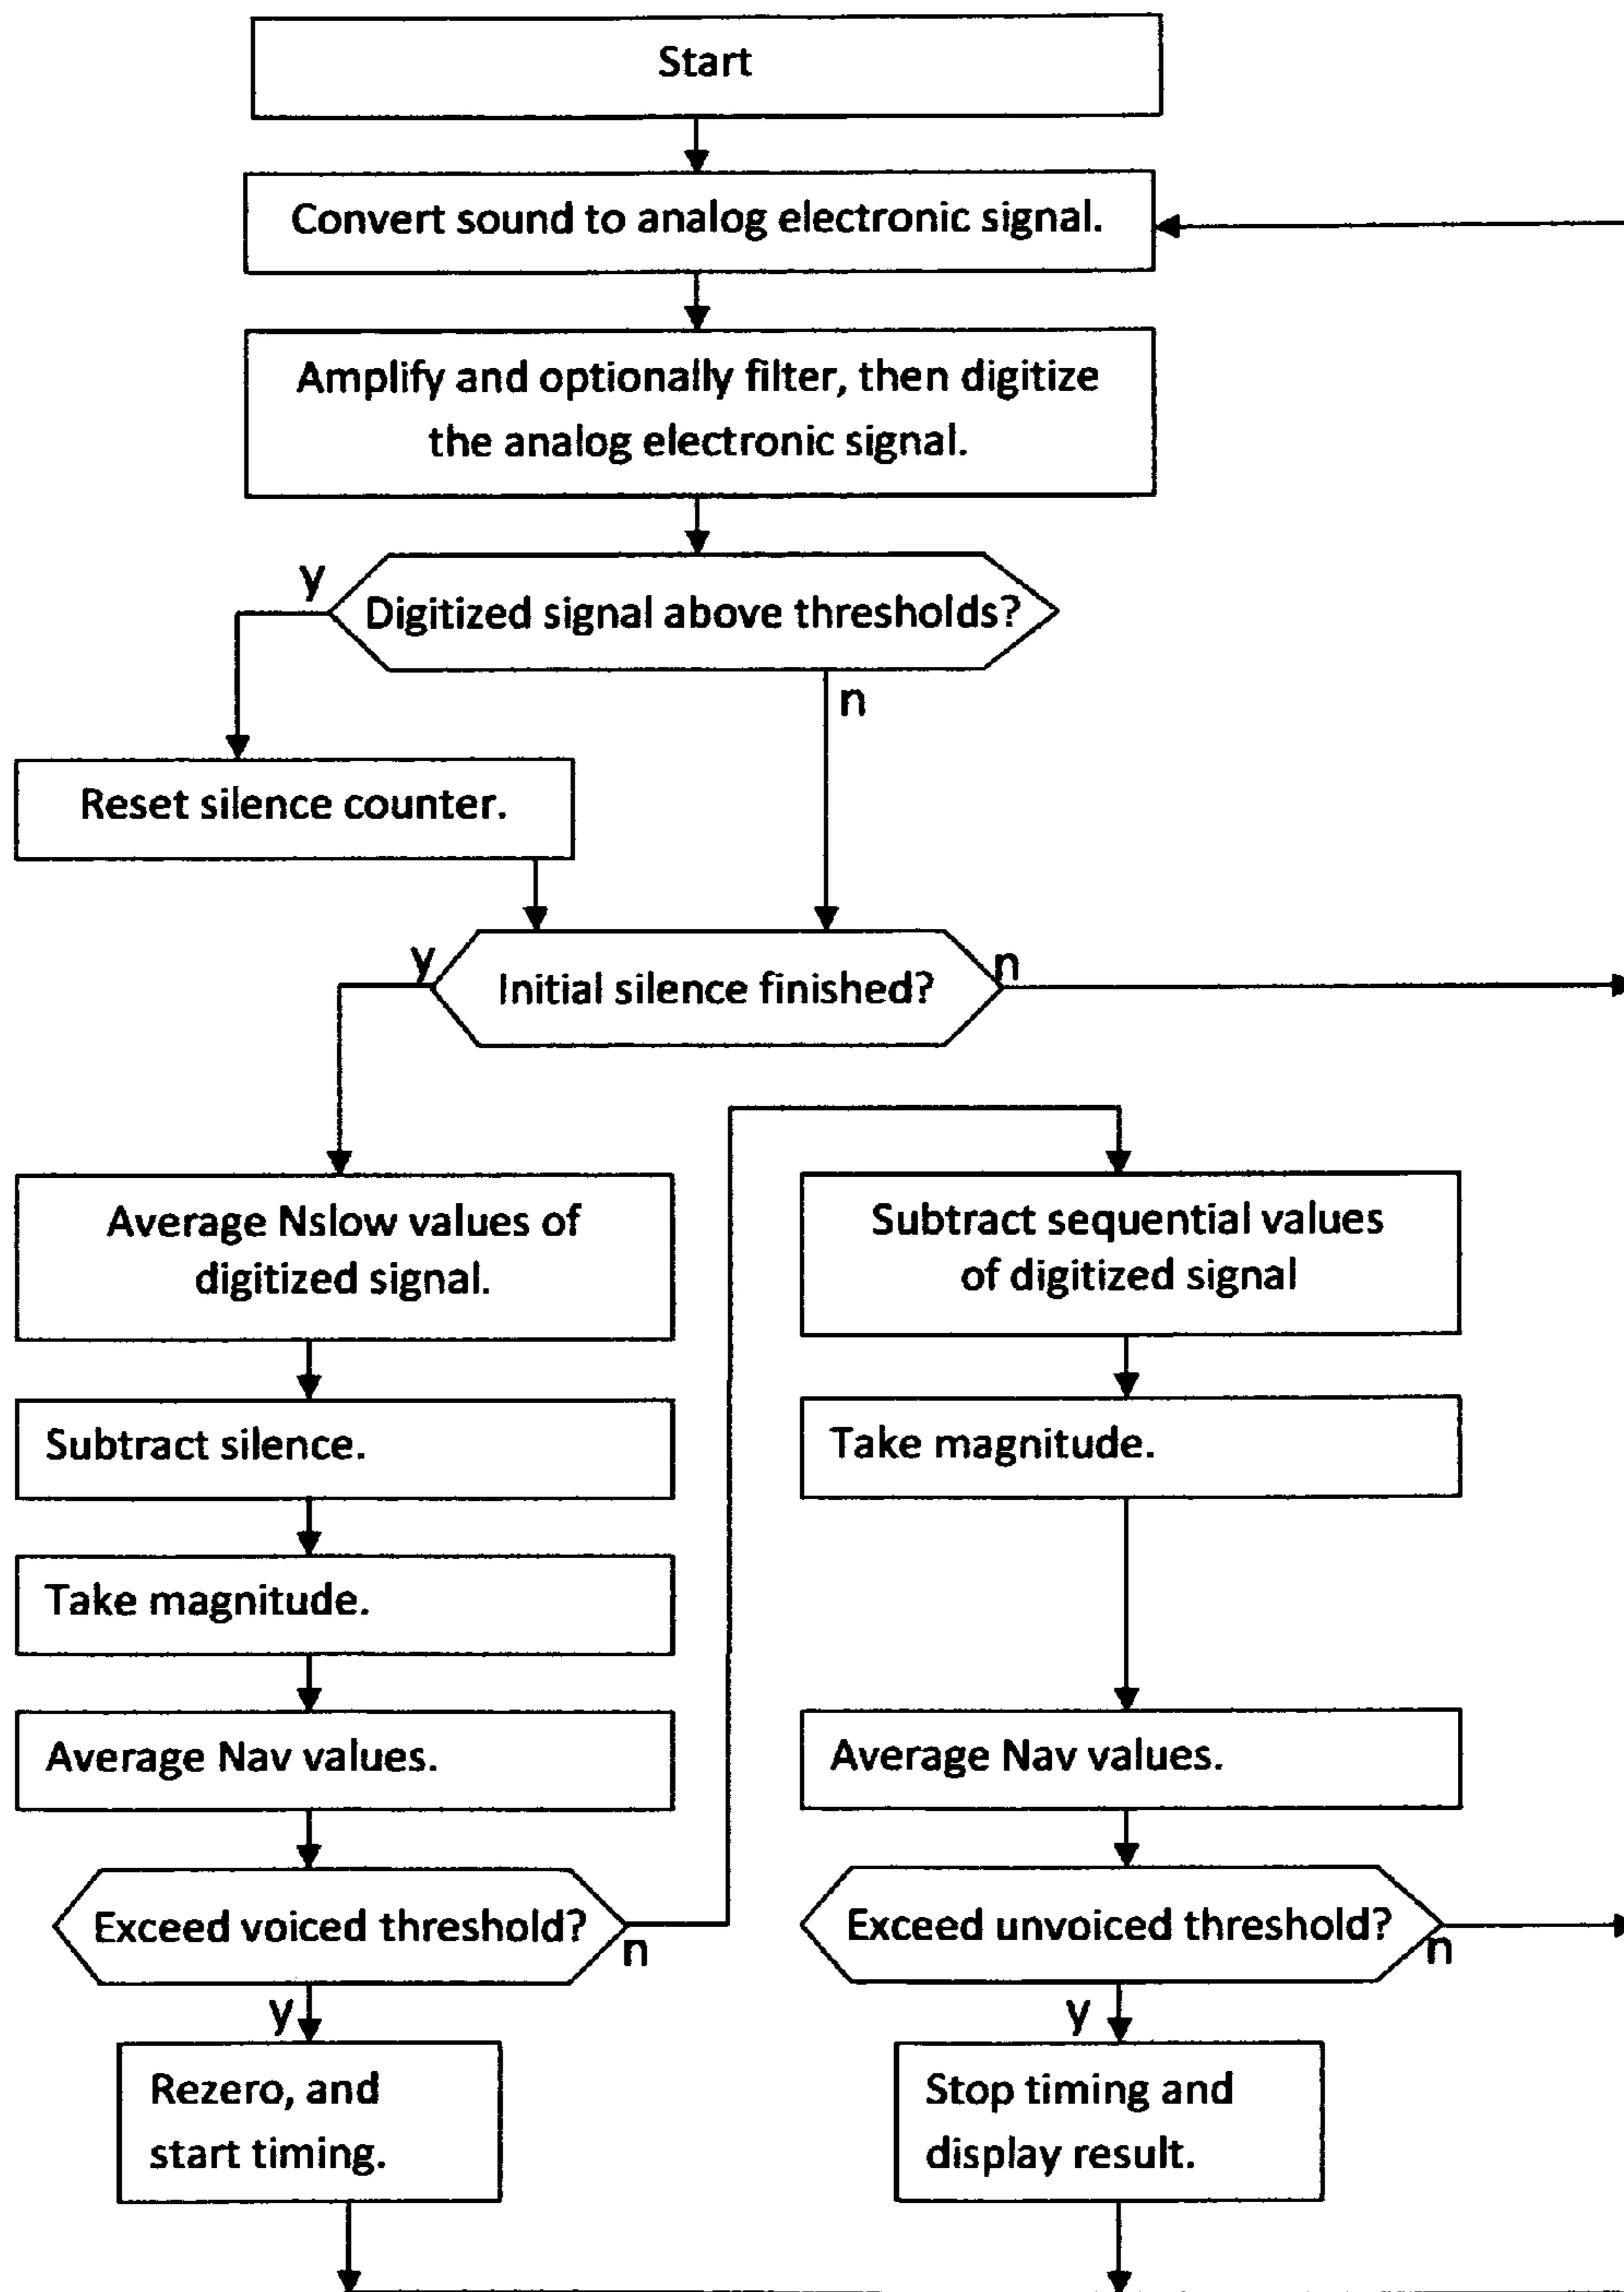 Start
Convert sound to analog electronic signal.
Amplify and optionally filter, then digitize
the analog electronic signal.
y
Digitized signal above thresholds?
n
Reset silence counter.
y
Initial silence finished?
n
Average Nslow values of
digitized signal.
Subtract silence.
Take magnitude.
Average Nav values.
Exceed voiced threshold?
n
y
Rezero, and
start timing.
Subtract sequential values
of digitized signal
Take magnitude.
Average Nav values.
Exceed unvoiced threshold?
n
y
Stop timing and
display result.